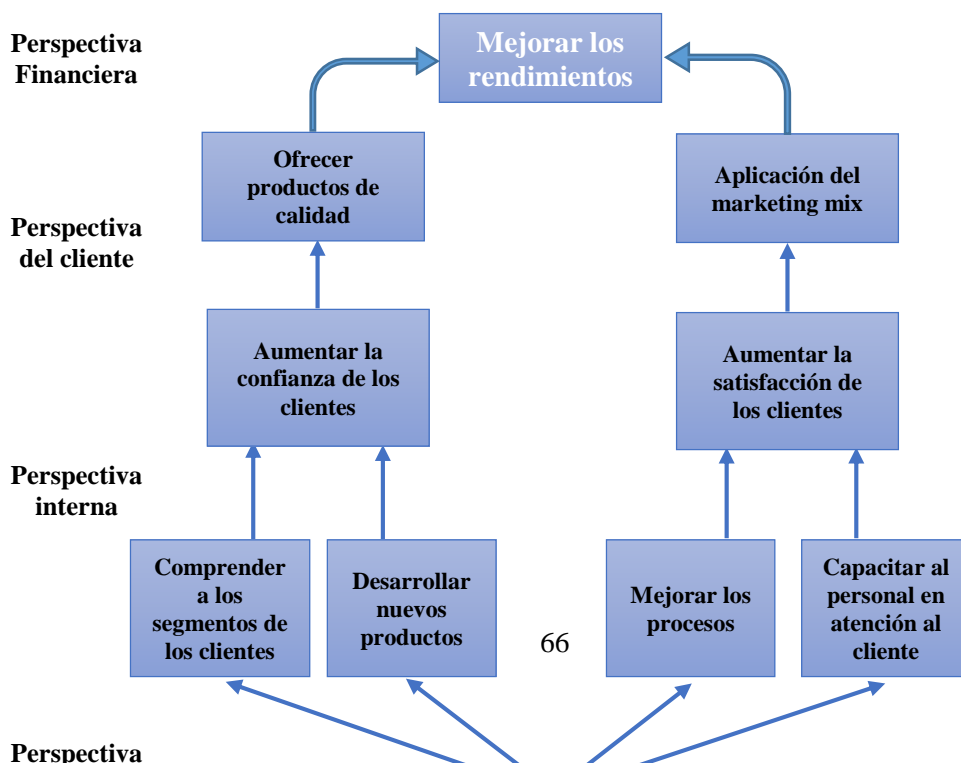 Perspectiva
Financiera
Mejorar los
rendimientos
Ofrecer
productos de
calidad
Aplicación del
marketing mix
Perspectiva
del cliente
Aumentar la
confianza de los
clientes
Aumentar la
satisfacción de
los clientes
Perspectiva
interna
Comprender
a los
segmentos de
los clientes
Desarrollar
nuevos
productos
66
Mejorar los
procesos
Capacitar al
personal en
atención al
cliente
Perspectiva